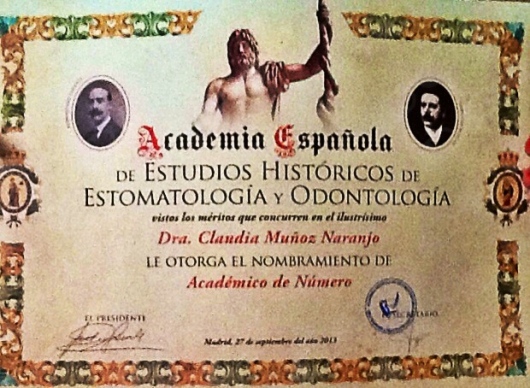 Academia Española
DE ESTUDIOS HISTÓRICOS DE
ESTOMATOLOGÍA Y ODONTOLOGÍA
vistos los méritos que concurren en el ilustrísimo
Dra. Claudia Muñoz Naranjo
LE OTORGA EL NOMBRAMIENTO DE
Académico de Número
EL PRESIDENTE
SECRETARIO
Madrid, 27 de septiembre del año 2013